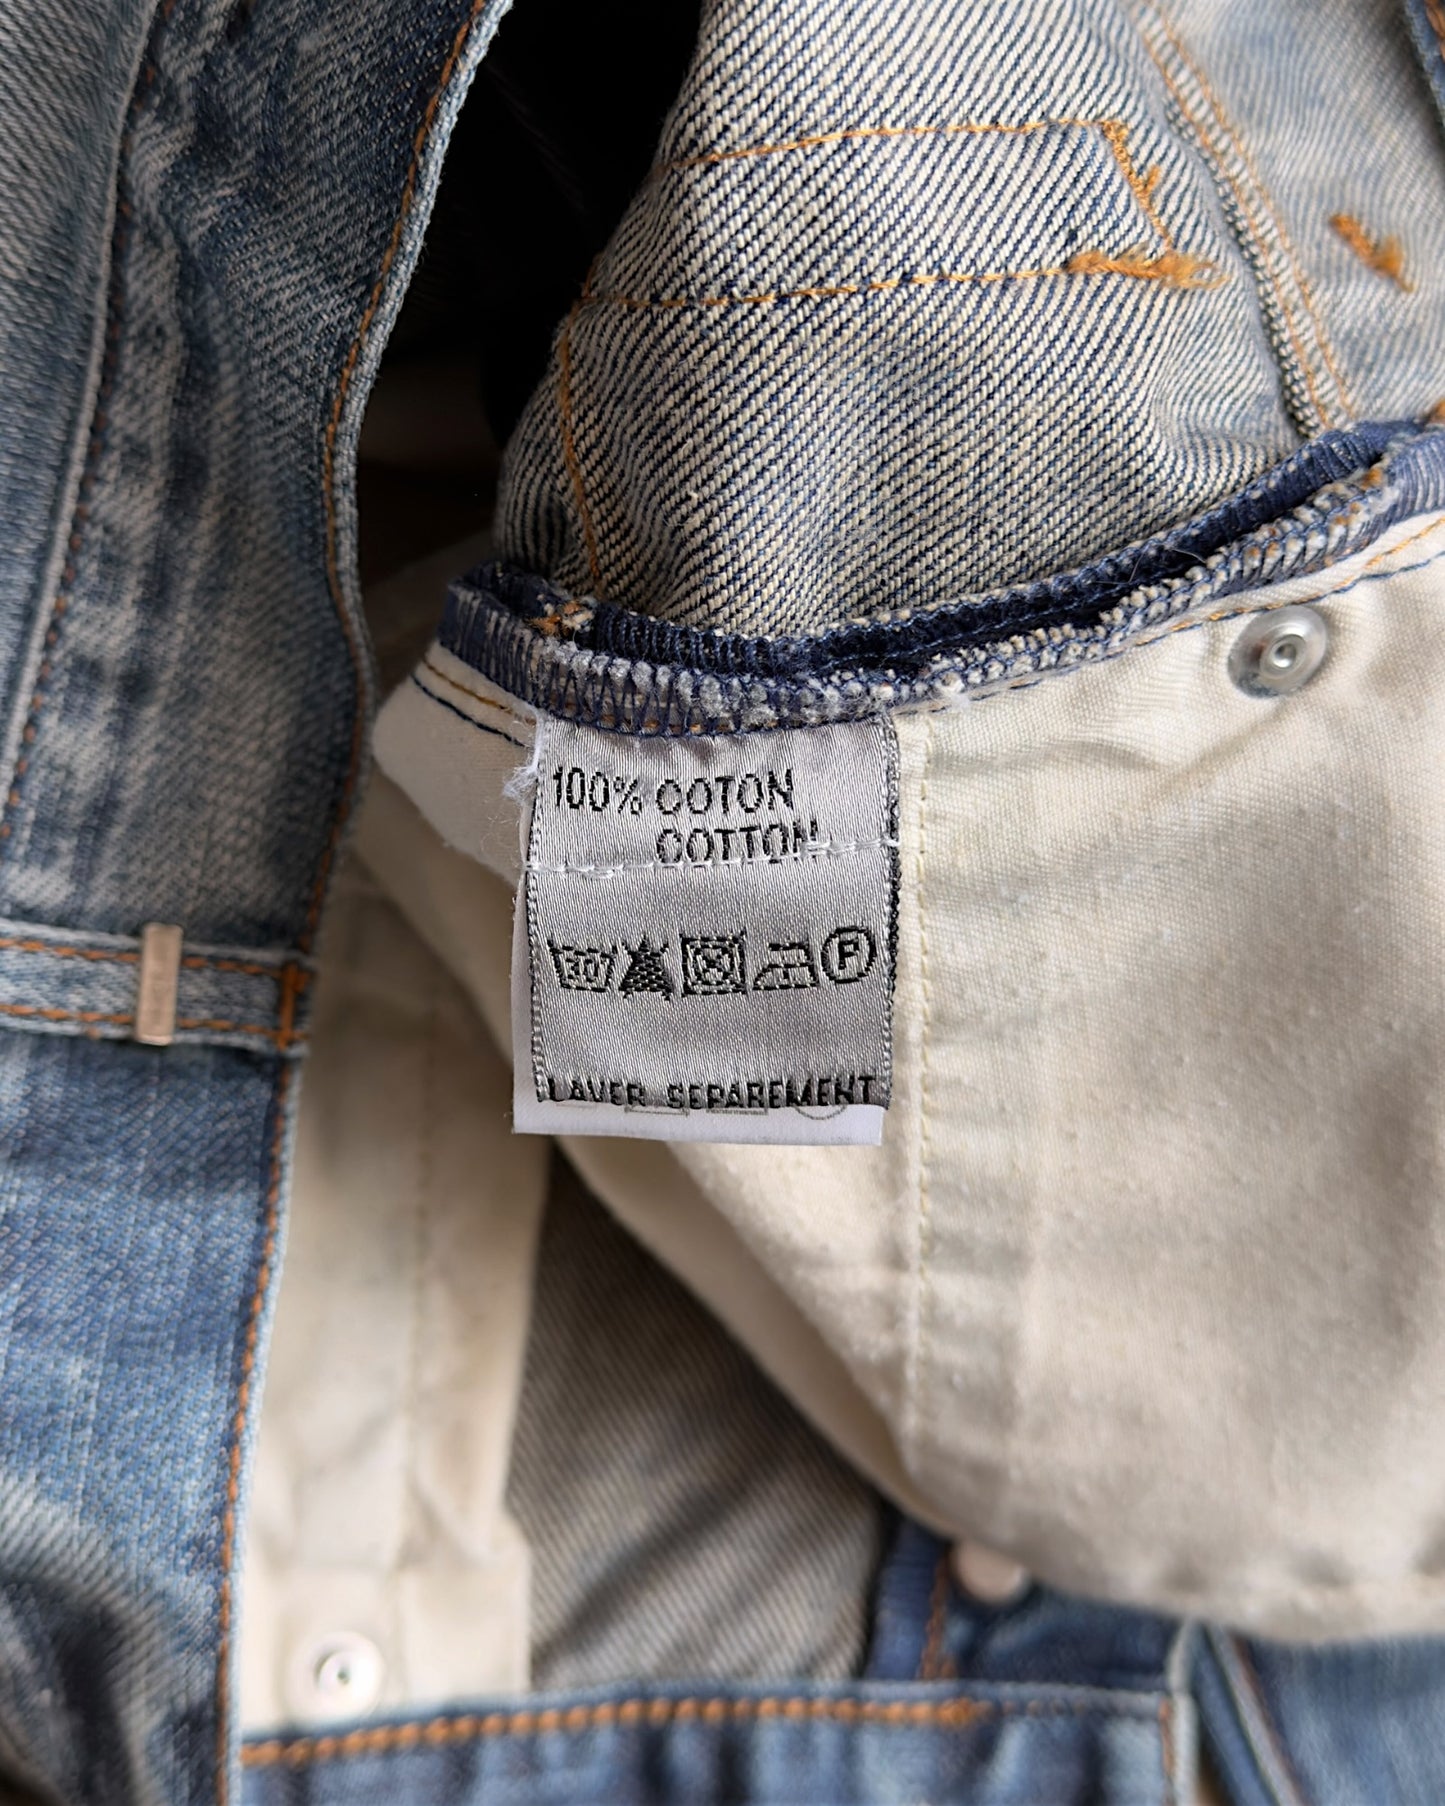 100% COTON
COTTON
30
F
LAVER SEPAREMENT